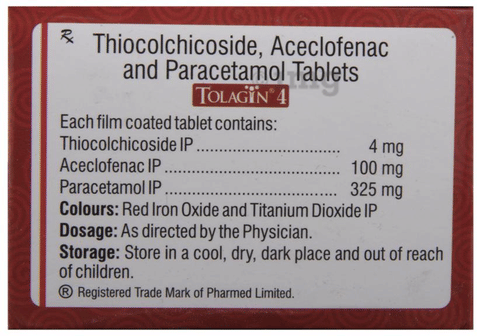 Rx Thiocolchicoside, Aceclofenac
and Paracetamol Tablets
TOLAGIN® 4
Each film coated tablet contains:
Thiocolchicoside IP .............................. 4 mg
Aceclofenac IP ..................................... 100 mg
Paracetamol IP ..................................... 325 mg
Colours: Red Iron Oxide and Titanium Dioxide IP
Dosage: As directed by the Physician.
Storage: Store in a cool, dry, dark place and out of reach
of children.
® Registered Trade Mark of Pharmed Limited.